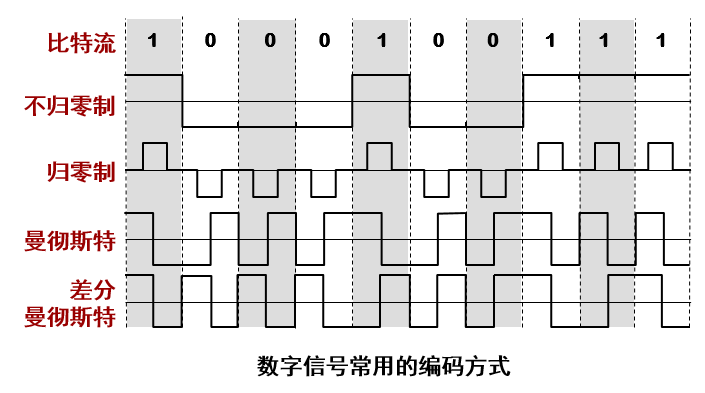 比特流 1 0 0 0 1 0 0 1 1 1
不归零制
归零制
曼彻斯特
差分
曼彻斯特
数字信号常用的编码方式